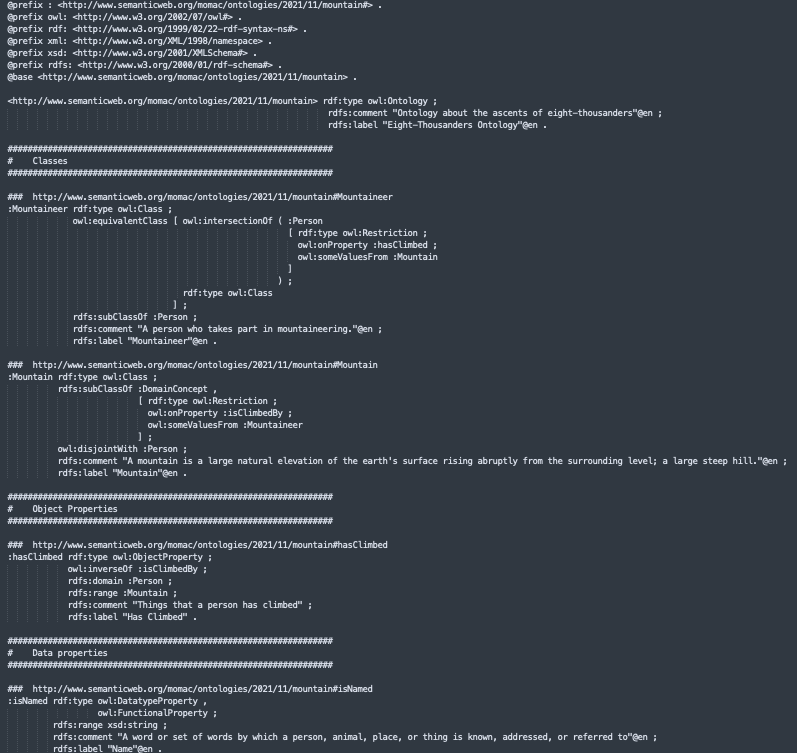 @prefix : <http://www.semanticweb.org/momac/ontologies/2021/11/mountain#> .
@prefix owl: <http://www.w3.org/2002/07/owl#> .
@prefix rdf: <http://www.w3.org/1999/02/22-rdf-syntax-ns#> .
@prefix xml: <http://www.w3.org/XML/1998/namespace> .
@prefix xsd: <http://www.w3.org/2001/XMLSchema#> .
@prefix rdfs: <http://www.w3.org/2000/01/rdf-schema#> .
@base <http://www.semanticweb.org/momac/ontologies/2021/11/mountain> .

<http://www.semanticweb.org/momac/ontologies/2021/11/mountain> rdf:type owl:Ontology ;
rdfs:comment "Ontology about the ascents of eight-thousanders"@en ;
rdfs:label "Eight-Thousanders Ontology"@en .

#################################################################
#    Classes
#################################################################

###  http://www.semanticweb.org/momac/ontologies/2021/11/mountain#Mountaineer
:Mountaineer rdf:type owl:Class ;
owl:equivalentClass [ owl:intersectionOf ( :Person
[ rdf:type owl:Restriction ;
owl:onProperty :hasClimbed ;
owl:someValuesFrom :Mountain
]
) ;
rdf:type owl:Class
] ;
rdfs:subClassOf :Person ;
rdfs:comment "A person who takes part in mountaineering."@en ;
rdfs:label "Mountaineer"@en .

###  http://www.semanticweb.org/momac/ontologies/2021/11/mountain#Mountain
:Mountain rdf:type owl:Class ;
rdfs:subClassOf :DomainConcept ,
[ rdf:type owl:Restriction ;
owl:onProperty :isClimbedBy ;
owl:someValuesFrom :Mountaineer
] ;
owl:disjointWith :Person ;
rdfs:comment "A mountain is a large natural elevation of the earth's surface rising abruptly from the surrounding level; a large steep hill."@en ;
rdfs:label "Mountain"@en .

#################################################################
#    Object Properties
#################################################################

###  http://www.semanticweb.org/momac/ontologies/2021/11/mountain#hasClimbed
:hasClimbed rdf:type owl:ObjectProperty ;
owl:inverseOf :isClimbedBy ;
rdfs:domain :Person ;
rdfs:range :Mountain ;
rdfs:comment "Things that a person has climbed" ;
rdfs:label "Has Climbed" .

#################################################################
#    Data properties
#################################################################

###  http://www.semanticweb.org/momac/ontologies/2021/11/mountain#isNamed
:isNamed rdf:type owl:DatatypeProperty ,
owl:FunctionalProperty ;
rdfs:range xsd:string ;
rdfs:comment "A word or set of words by which a person, animal, place, or thing is known, addressed, or referred to"@en ;
rdfs:label "Name"@en .